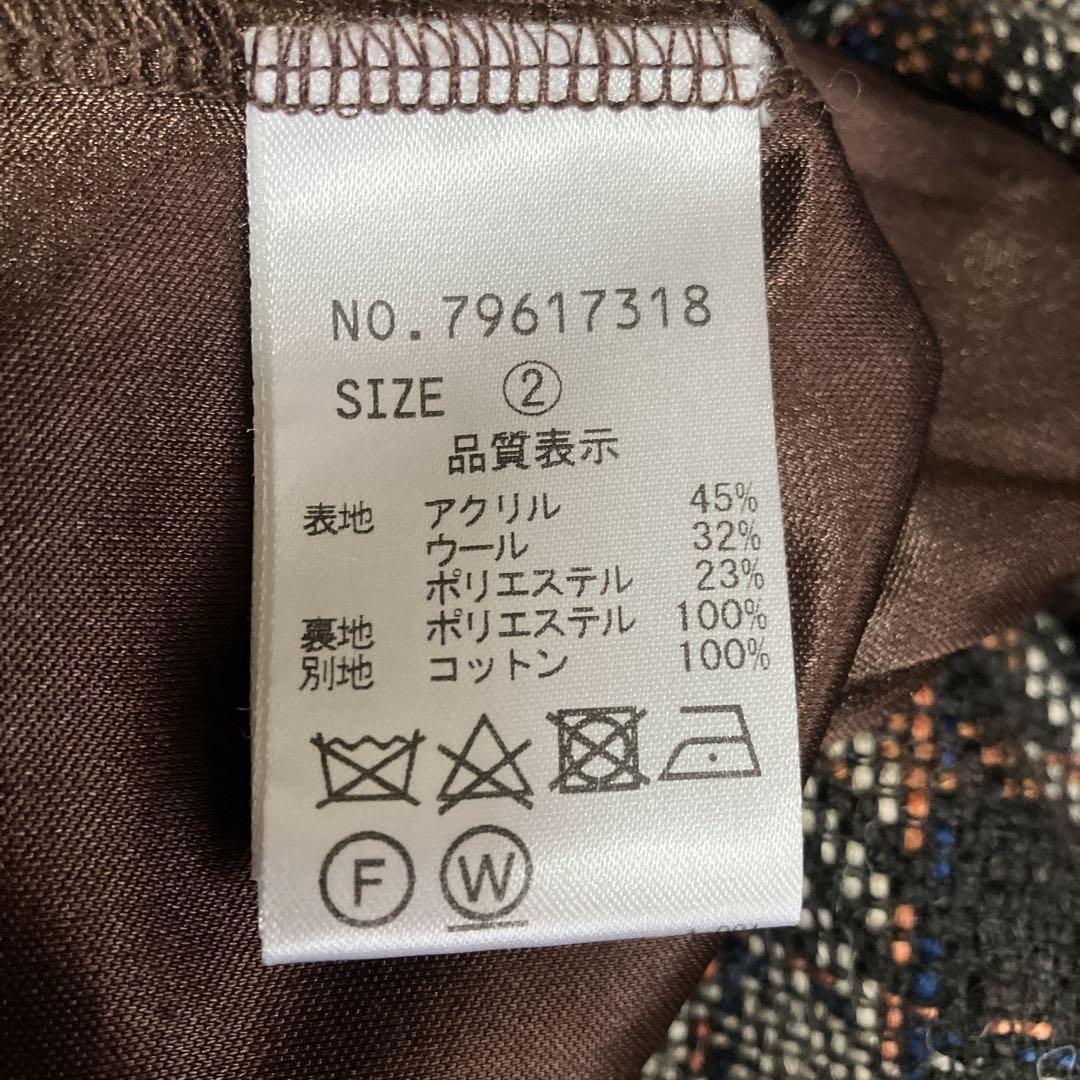 NO.79617318
SIZE ②
品質表示
表地 アクリル 45%
ウール 32%
ポリエステル 23%
裏地 ポリエステル 100%
別地 コットン 100%
F W